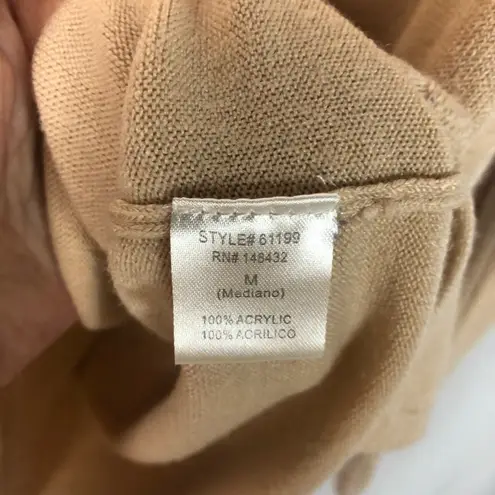 STYLE# 61199
RN# 148432
M
(Mediano)
100% ACRYLIC
100% ACRILICO